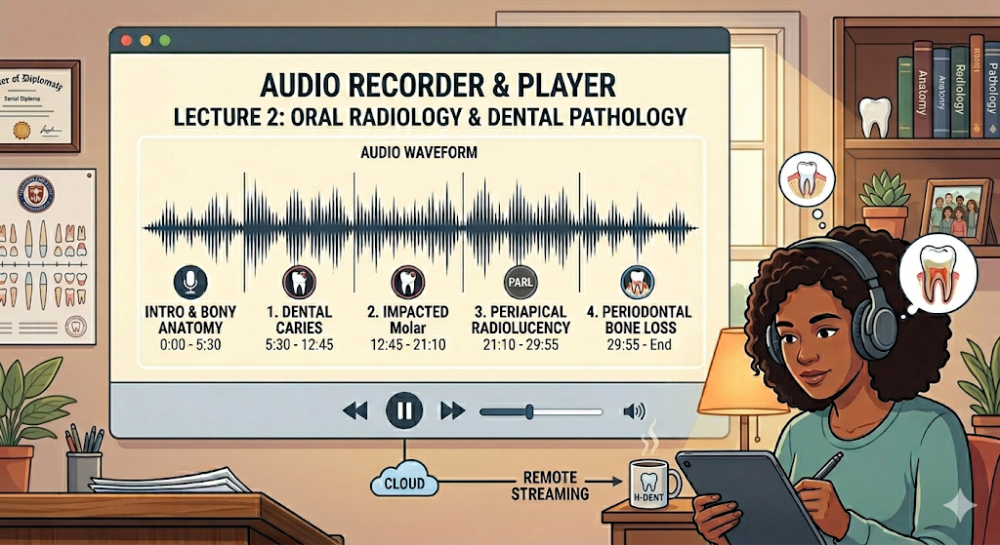 er of Diplomate
Senial Diploma
AUDIO RECORDER & PLAYER
LECTURE 2: ORAL RADIOLOGY & DENTAL PATHOLOGY
AUDIO WAVEFORM
PARL
INTRO & BONY
ANATOMY
0:00 - 5:30
1. DENTAL
CARIES
5:30 - 12:45
2. IMPACTED
Molar
12:45 - 21:10
3. PERIAPICAL
RADIOLUCENCY
21:10 - 29:55
4. PERIODONTAL
BONE LOSS
29:55 - End
CLOUD
REMOTE
STREAMING
H-DENT
Anatomy
Anatomy
Radiology
Pathology